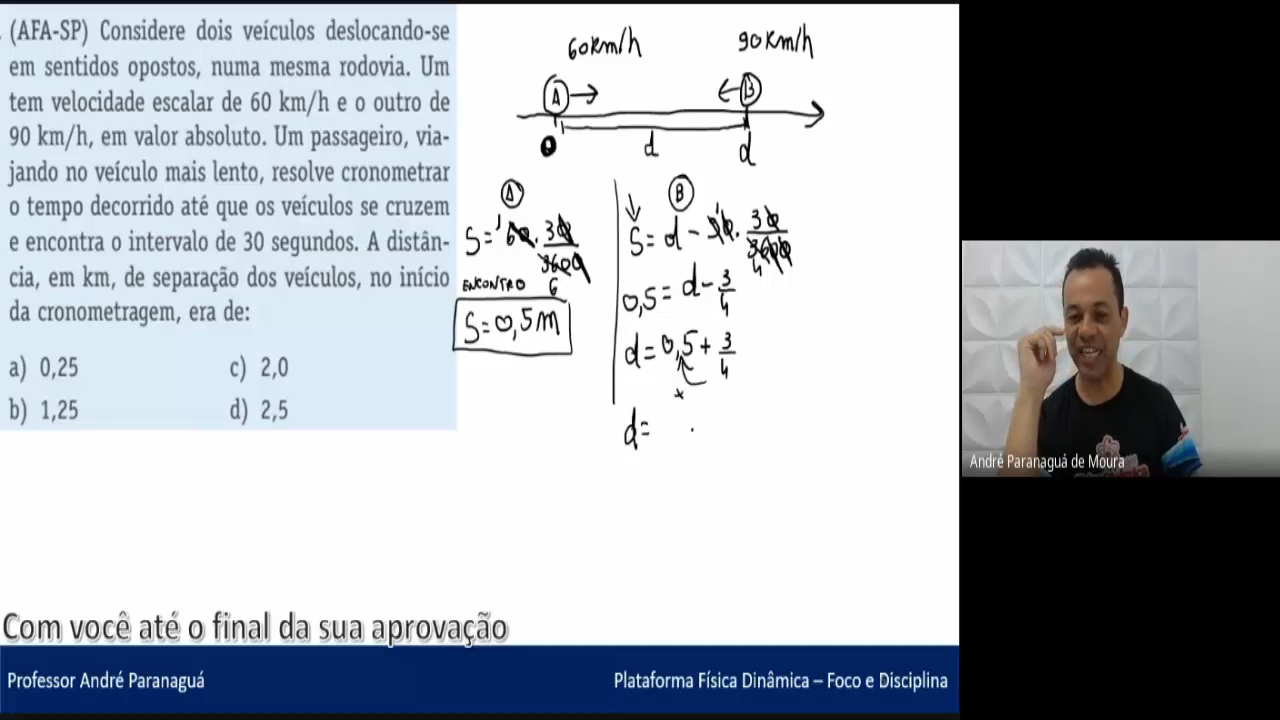 (AFA-SP) Considere dois veículos deslocando-se
em sentidos opostos, numa mesma rodovia. Um
tem velocidade escalar de 60 km/h e o outro de
90 km/h, em valor absoluto. Um passageiro, via-
jando no veículo mais lento, resolve cronometrar
o tempo decorrido até que os veículos se cruzem
e encontra o intervalo de 30 segundos. A distân-
cia, em km, de separação dos veículos, no início
da cronometragem, era de:
a) 0,25
c) 2,0
b) 1,25
d) 2,5
60km/h
90km/h
A
B
0
d
d
A
S= 60. 30/3600
1
6
ENCONTRO
S=0,5m
B
S= d - 90. 30/3600
1
4
0,5= d - 3/4
d= 0,5 + 3/4
d=
André Paranaguá de Moura
Com você até o final da sua aprovação
Professor André Paranaguá
Plataforma Física Dinâmica – Foco e Disciplina